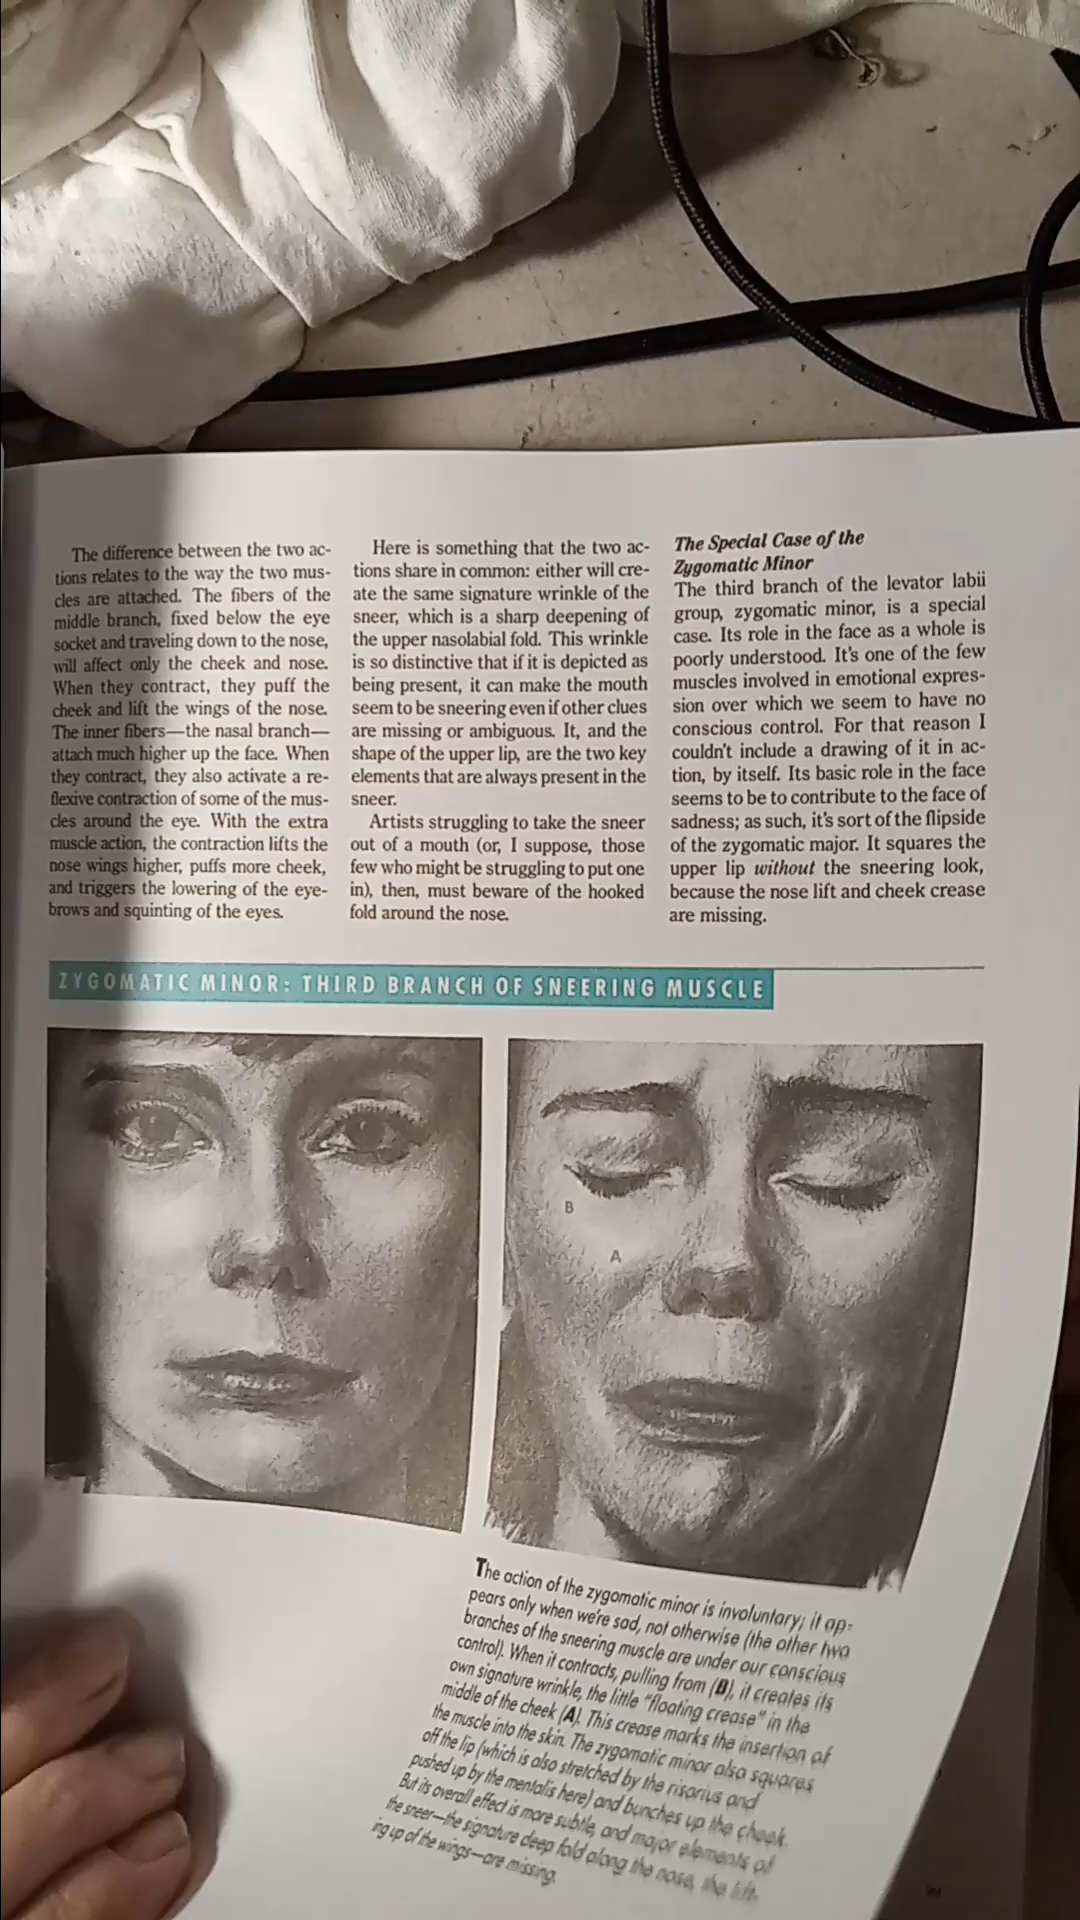 The difference between the two ac-
tions relates to the way the two mus-
cles are attached. The fibers of the
middle branch, fixed below the eye
socket and traveling down to the nose,
will affect only the cheek and nose.
When they contract, they puff the
cheek and lift the wings of the nose.
The inner fibers—the nasal branch—
attach much higher up the face. When
they contract, they also activate a re-
flexive contraction of some of the mus-
cles around the eye. With the extra
muscle action, the contraction lifts the
nose wings higher, puffs more cheek,
and triggers the lowering of the eye-
brows and squinting of the eyes.
Here is something that the two ac-
tions share in common: either will cre-
ate the same signature wrinkle of the
sneer, which is a sharp deepening of
the upper nasolabial fold. This wrinkle
is so distinctive that if it is depicted as
being present, it can make the mouth
seem to be sneering even if other clues
are missing or ambiguous. It, and the
shape of the upper lip, are the two key
elements that are always present in the
sneer.
Artists struggling to take the sneer
out of a mouth (or, I suppose, those
few who might be struggling to put one
in), then, must beware of the hooked
fold around the nose.
The Special Case of the
Zygomatic Minor
The third branch of the levator labii
group, zygomatic minor, is a special
case. Its role in the face as a whole is
poorly understood. It's one of the few
muscles involved in emotional expres-
sion over which we seem to have no
conscious control. For that reason I
couldn't include a drawing of it in ac-
tion, by itself. Its basic role in the face
seems to be to contribute to the face of
sadness; as such, it's sort of the flipside
of the zygomatic major. It squares the
upper lip without the sneering look,
because the nose lift and cheek crease
are missing.
ZYGOMATIC MINOR: THIRD BRANCH OF SNEERING MUSCLE
B
A
The action of the zygomatic minor is involuntary; it ap-
pears only when we're sad, not otherwise (the other two
branches of the sneering muscle are under our conscious
control). When it contracts, pulling from (B), it creates its
own signature wrinkle, the little "floating crease" in the
middle of the cheek (A). This crease marks the insertion of
the muscle into the skin. The zygomatic minor also squares
off the lip (which is also stretched by the risorius and
pushed up by the mentalis here) and bunches up the cheek.
But its overall effect is more subtle, and major elements of
the sneer—the signature deep fold along the nose, the lift-
ing up of the wings—are missing.